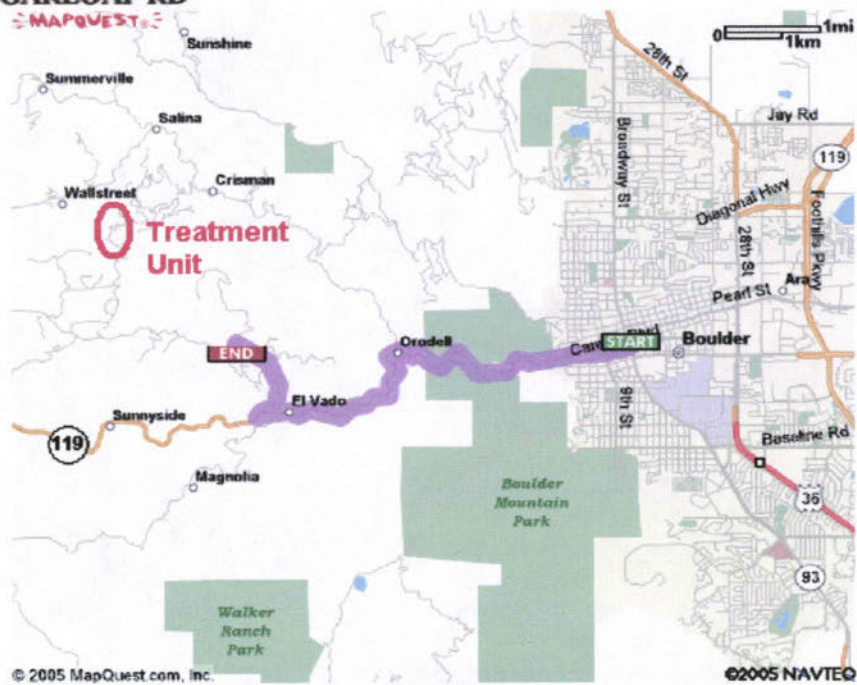 MAPQUEST
Sunshine
Summerville
Salina
Wallstreet
Crisman
Treatment
Unit
END
Orodell
El Vado
Sunnyside
119
Magnolia
START
Boulder
Boulder
Mountain
Park
Walker
Ranch
Park
0
1mi
1km
28th St
Broadway St
Jay Rd
119
Diagonal Hwy
28th St
Foothills Pkwy
Pearl St
Ara
9th St
Baseline Rd
36
93
© 2005 MapQuest.com, Inc.
©2005 NAVTEQ